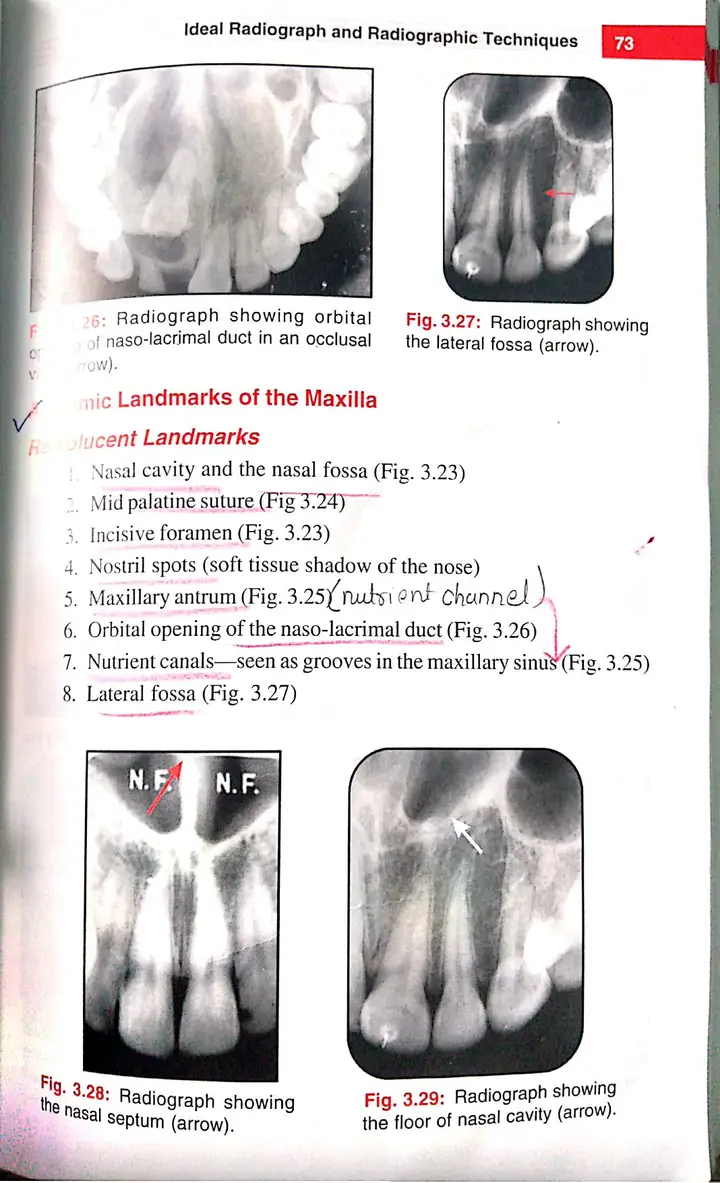 Ideal Radiograph and Radiographic Techniques 73
26: Radiograph showing orbital
of naso-lacrimal duct in an occlusal
row).
Fig. 3.27: Radiograph showing
the lateral fossa (arrow).
mic Landmarks of the Maxilla
lucent Landmarks
1. Nasal cavity and the nasal fossa (Fig. 3.23)
2. Mid palatine suture (Fig 3.24)
3. Incisive foramen (Fig. 3.23)
4. Nostril spots (soft tissue shadow of the nose)
5. Maxillary antrum (Fig. 3.25) (nutrient channel)
6. Orbital opening of the naso-lacrimal duct (Fig. 3.26)
7. Nutrient canals—seen as grooves in the maxillary sinus (Fig. 3.25)
8. Lateral fossa (Fig. 3.27)
N.F. N.F.
Fig. 3.28: Radiograph showing
the nasal septum (arrow).
Fig. 3.29: Radiograph showing
the floor of nasal cavity (arrow).